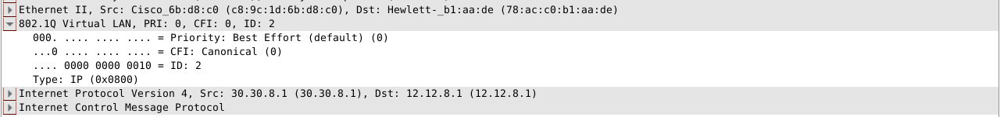 Ethernet II, Src: Cisco_6b:d8:c0 (c8:9c:1d:6b:d8:c0), Dst: Hewlett-_b1:aa:de (78:ac:c0:b1:aa:de)
802.1Q Virtual LAN, PRI: 0, CFI: 0, ID: 2
000. .... .... .... = Priority: Best Effort (default) (0)
...0 .... .... .... = CFI: Canonical (0)
.... 0000 0000 0010 = ID: 2
Type: IP (0x0800)
Internet Protocol Version 4, Src: 30.30.8.1 (30.30.8.1), Dst: 12.12.8.1 (12.12.8.1)
Internet Control Message Protocol